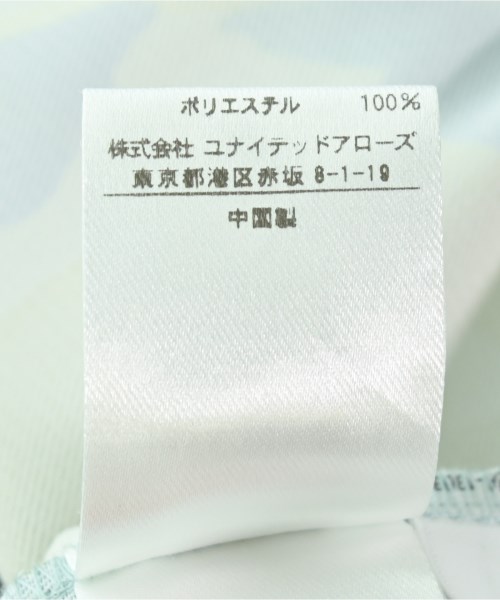 ポリエステル 100%
株式会社 ユナイテッドアローズ
東京都港区赤坂 8-1-19
中国製